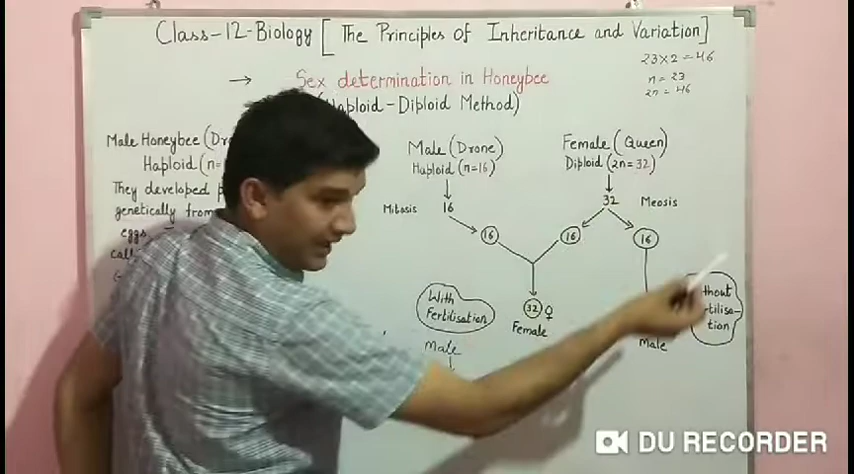 Class-12-Biology [The Principles of Inheritance and Variation]
23×2=46
n = 23
2n = 46
→ Sex determination in Honeybee
Haploid-Diploid Method)
Male Honeybee (
Haploid (n=
They developed
genetically from
eggs
Male (Drone)
Haploid (n=16)
Mitosis
16
16
Female (Queen)
Diploid (2n=32)
32
Meosis
16
16
With
Fertilisation
32 ♀
Female
Male
thout
rtilisa-
tion
Male
DU RECORDER